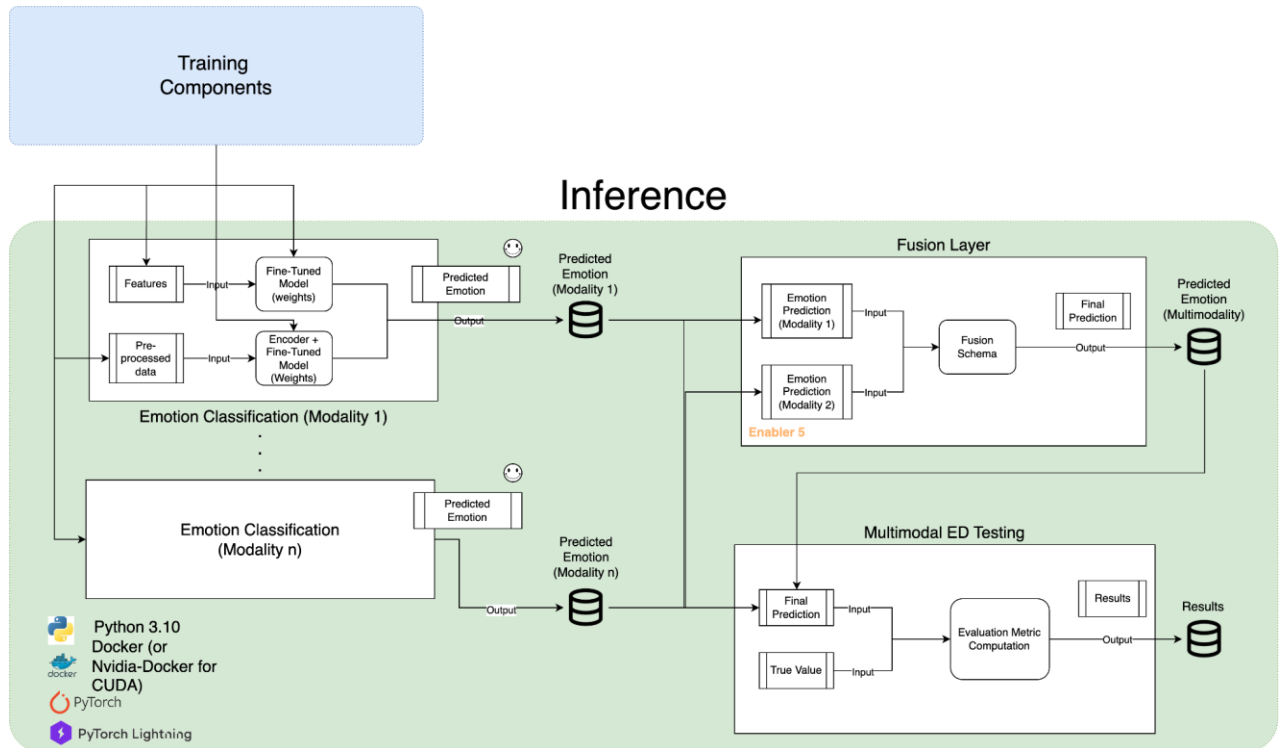 Training
Components
Inference
Features
Input
Fine-Tuned
Model
(weights)
Pre-
processed
data
Input
Encoder +
Fine-Tuned
Model
(Weights)
Predicted
Emotion
Output
Emotion Classification (Modality 1)
Predicted
Emotion
(Modality 1)
Emotion Classification
(Modality n)
Predicted
Emotion
Output
Predicted
Emotion
(Modality n)
Fusion Layer
Emotion
Prediction
(Modality 1)
Input
Emotion
Prediction
(Modality 2)
Input
Enabler 5
Fusion
Schema
Final
Prediction
Output
Predicted
Emotion
(Multimodality)
Multimodal ED Testing
Final
Prediction
Input
True Value
Input
Evaluation Metric
Computation
Results
Output
Results
Python 3.10
Docker (or
Nvidia-Docker for
CUDA)
docker
PyTorch
PyTorch Lightning